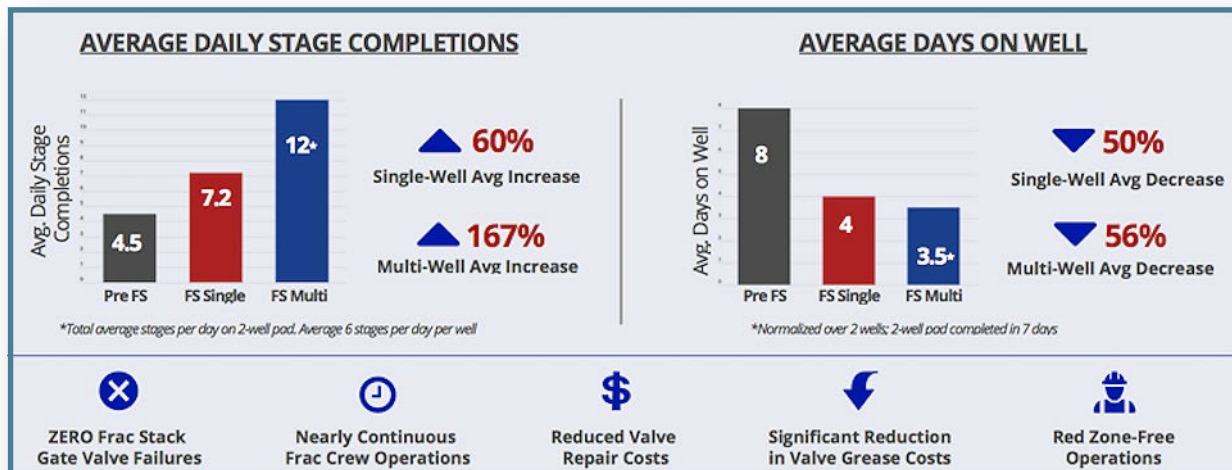 AVERAGE DAILY STAGE COMPLETIONS
Avg. Daily Stage
Completions
4.5
7.2
12*
Pre FS
FS Single
FS Multi
60%
Single-Well Avg Increase
167%
Multi-Well Avg Increase
*Total average stages per day on 2-well pad. Average 6 stages per day per well
AVERAGE DAYS ON WELL
Avg. Days on Well
8
4
3.5*
Pre FS
FS Single
FS Multi
50%
Single-Well Avg Decrease
56%
Multi-Well Avg Decrease
*Normalized over 2 wells; 2-well pad completed in 7 days
ZERO Frac Stack
Gate Valve Failures
Nearly Continuous
Frac Crew Operations
$
Reduced Valve
Repair Costs
Significant Reduction
in Valve Grease Costs
Red Zone-Free
Operations